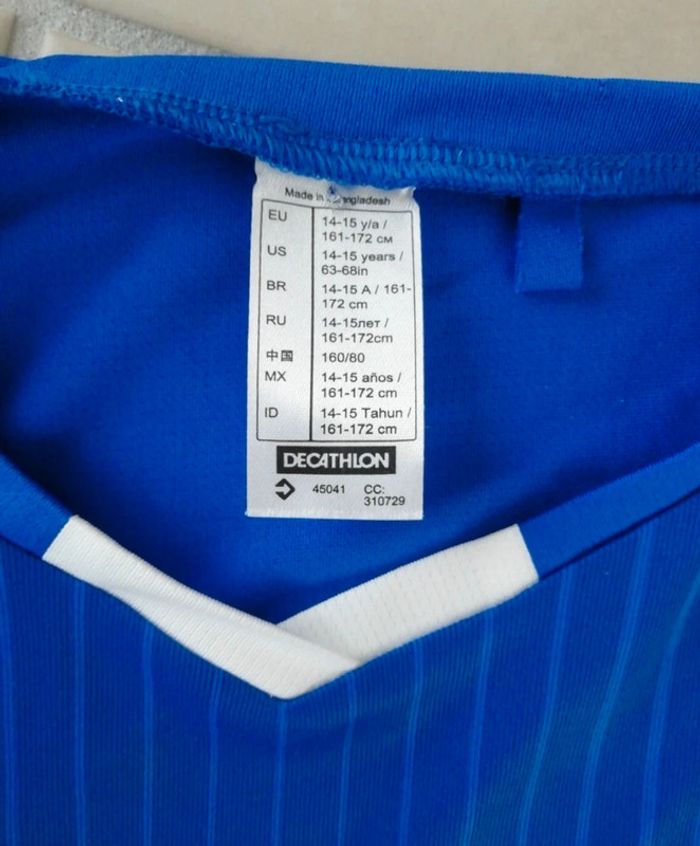 Made in Bangladesh
EU 14-15 y/a /
161-172 см
US 14-15 years /
63-68in
BR 14-15 A / 161-
172 cm
RU 14-15лет /
161-172cm
中国 160/80
MX 14-15 años /
161-172 cm
ID 14-15 Tahun /
161-172 cm
DECATHLON
45041 CC:
310729